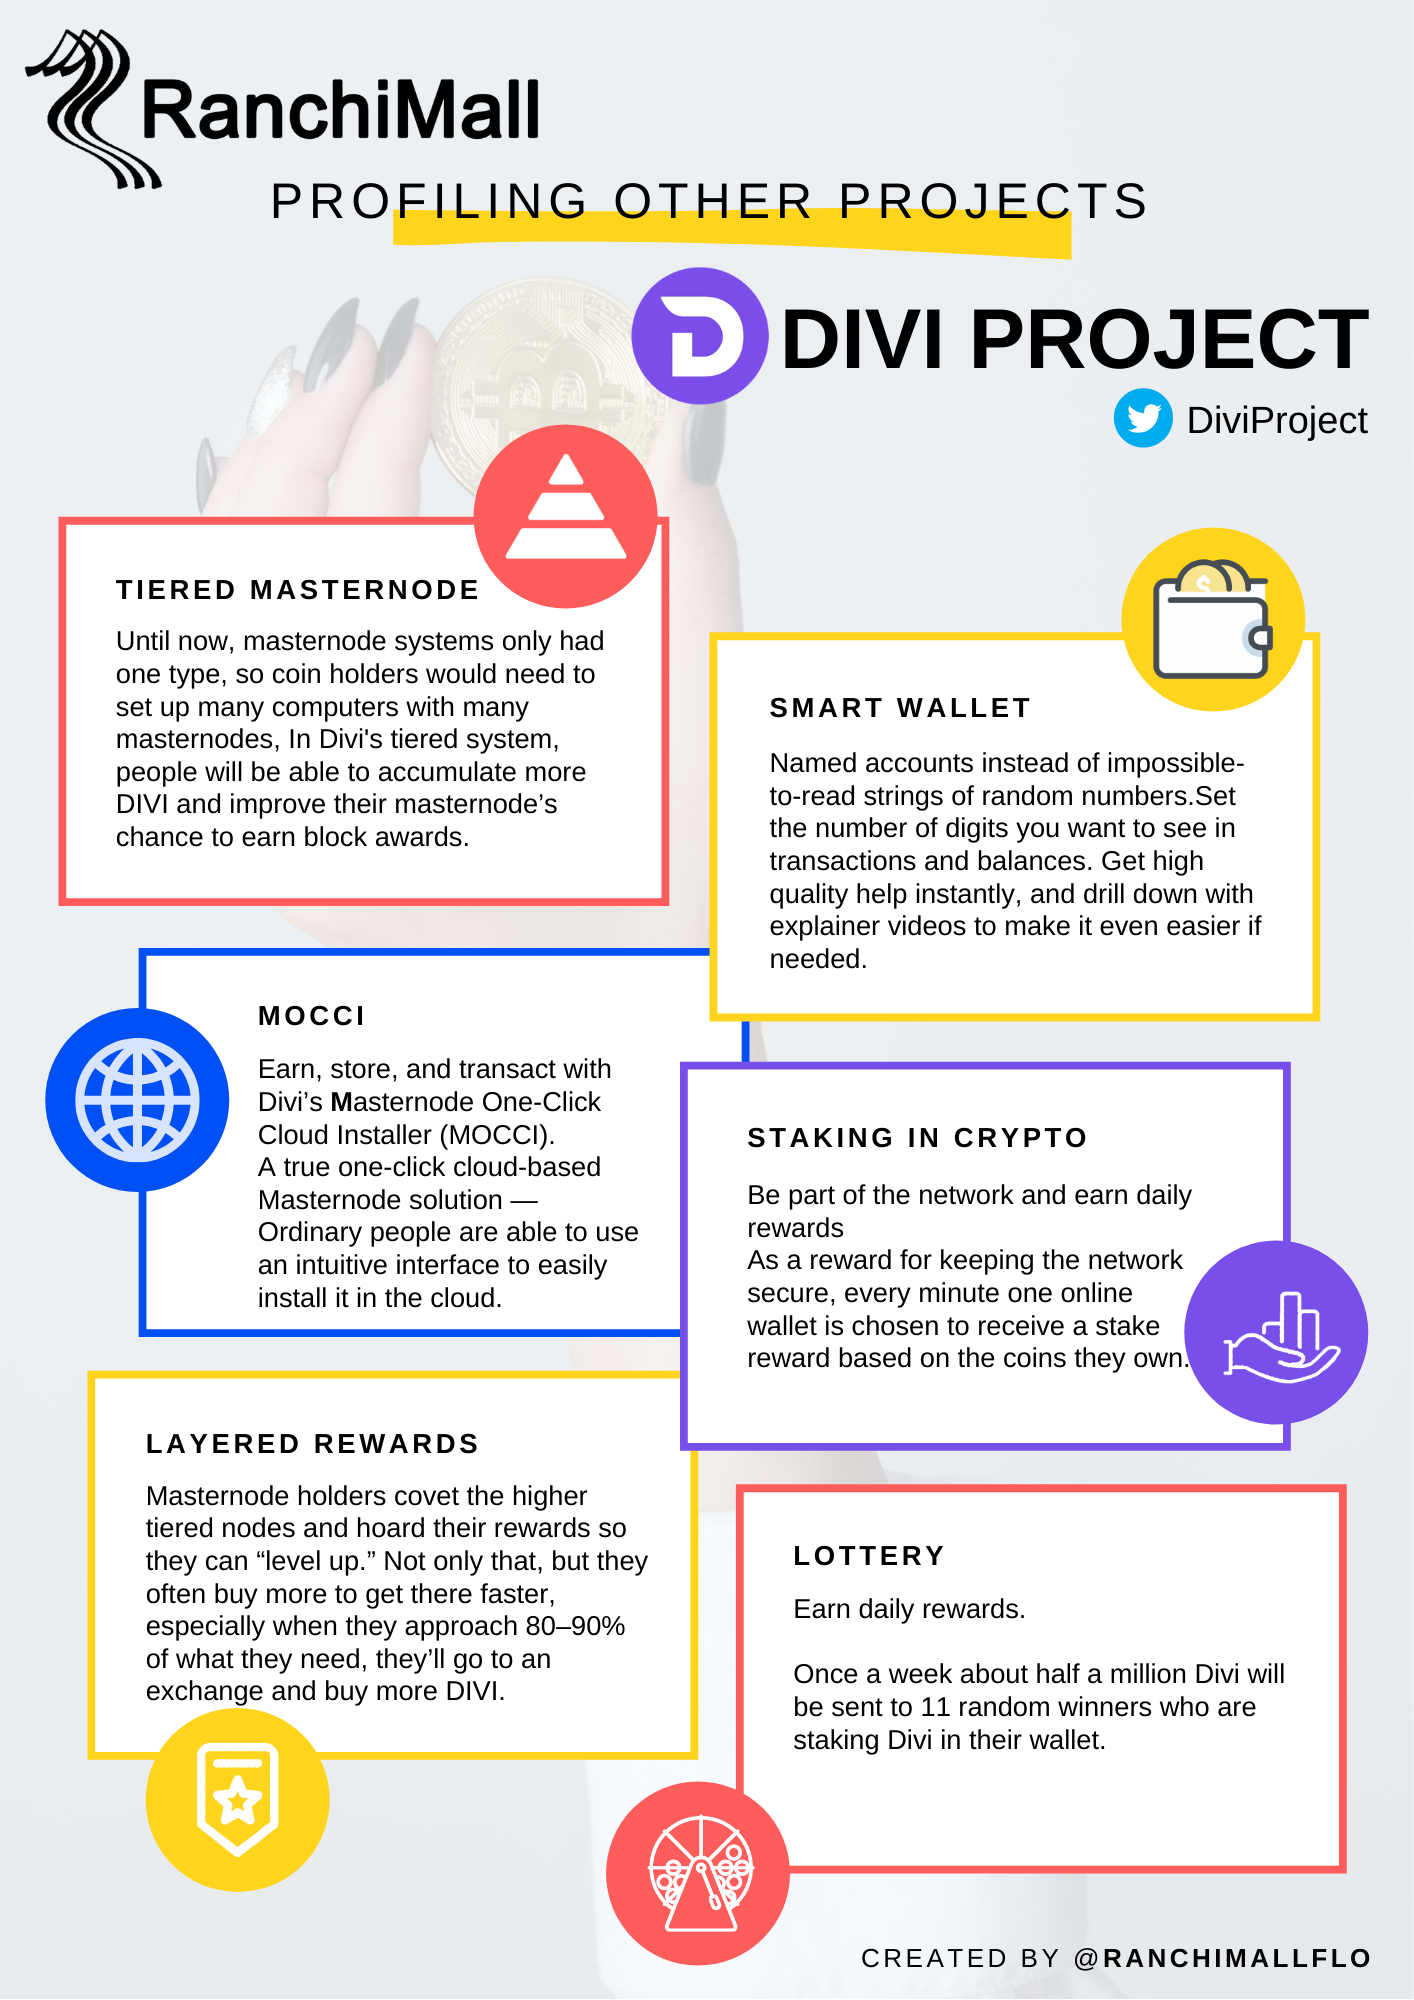 RanchiMall
PROFILING OTHER PROJECTS
DIVI PROJECT
DiviProject
TIERED MASTERNODE
Until now, masternode systems only had
one type, so coin holders would need to
set up many computers with many
masternodes, In Divi's tiered system,
people will be able to accumulate more
DIVI and improve their masternode’s
chance to earn block awards.
SMART WALLET
Named accounts instead of impossible-
to-read strings of random numbers.Set
the number of digits you want to see in
transactions and balances. Get high
quality help instantly, and drill down with
explainer videos to make it even easier if
needed.
MOCCI
Earn, store, and transact with
Divi’s Masternode One-Click
Cloud Installer (MOCCI).
A true one-click cloud-based
Masternode solution —
Ordinary people are able to use
an intuitive interface to easily
install it in the cloud.
STAKING IN CRYPTO
Be part of the network and earn daily
rewards
As a reward for keeping the network
secure, every minute one online
wallet is chosen to receive a stake
reward based on the coins they own.
LAYERED REWARDS
Masternode holders covet the higher
tiered nodes and hoard their rewards so
they can “level up.” Not only that, but they
often buy more to get there faster,
especially when they approach 80–90%
of what they need, they’ll go to an
exchange and buy more DIVI.
LOTTERY
Earn daily rewards.
Once a week about half a million Divi will
be sent to 11 random winners who are
staking Divi in their wallet.
CREATED BY @RANCHIMALLFLO